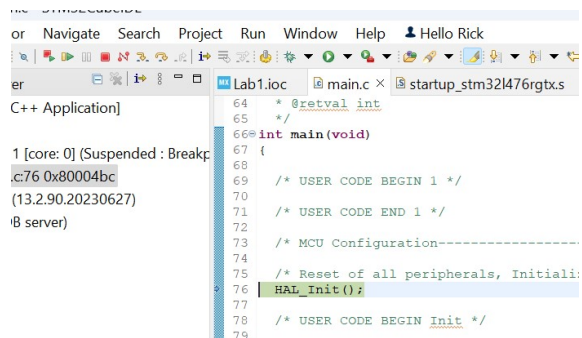 or Navigate Search Project Run Window Help Hello Rick
er
Lab1.ioc main.c × startup_stm32l476rgtx.s
C++ Application]
1 [core: 0] (Suspended : Breakp
.c:76 0x80004bc
(13.2.90.20230627)
B server)
64 * @retval int
65 */
66 int main(void)
67 {
68
69 /* USER CODE BEGIN 1 */
70
71 /* USER CODE END 1 */
72
73 /* MCU Configuration--------------------
74
75 /* Reset of all peripherals, Initiali
76 HAL_Init();
77
78 /* USER CODE BEGIN Init */
79